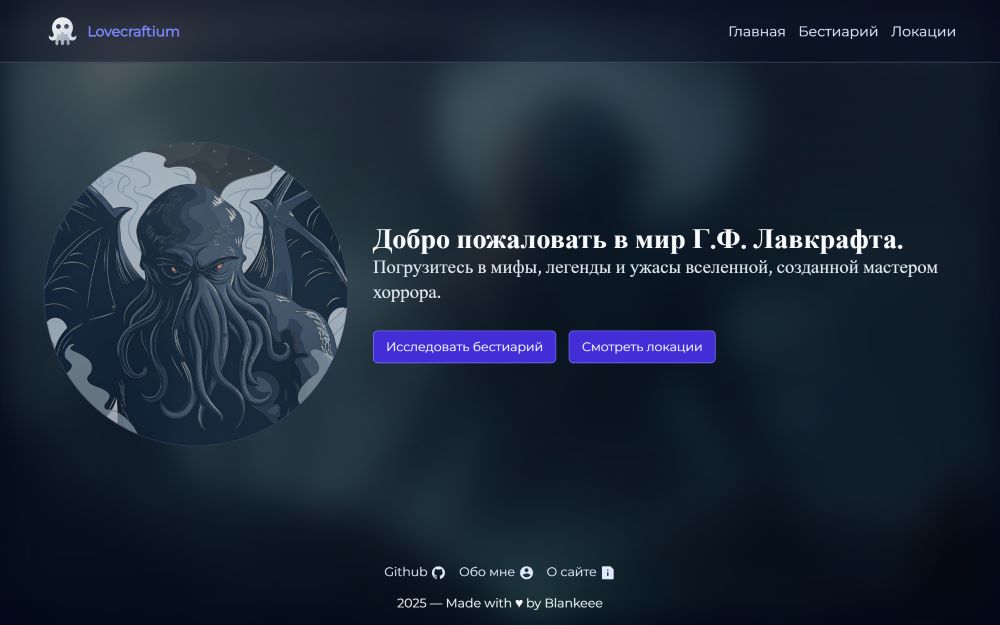 Lovecraftium
Главная Бестиарий Локации
Добро пожаловать в мир Г.Ф. Лавкрафта.
Погрузитесь в мифы, легенды и ужасы вселенной, созданной мастером
хоррора.
Исследовать бестиарий Смотреть локации
Github Обо мне О сайте
2025 — Made with ♥ by Blankeee